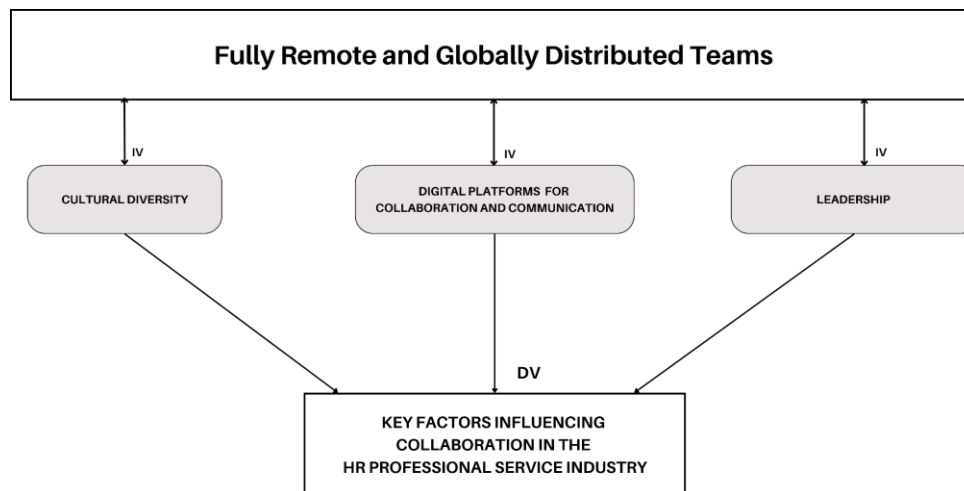 Fully Remote and Globally Distributed Teams
IV
IV
IV
CULTURAL DIVERSITY
DIGITAL PLATFORMS FOR
COLLABORATION AND COMMUNICATION
LEADERSHIP
DV
KEY FACTORS INFLUENCING
COLLABORATION IN THE
HR PROFESSIONAL SERVICE INDUSTRY